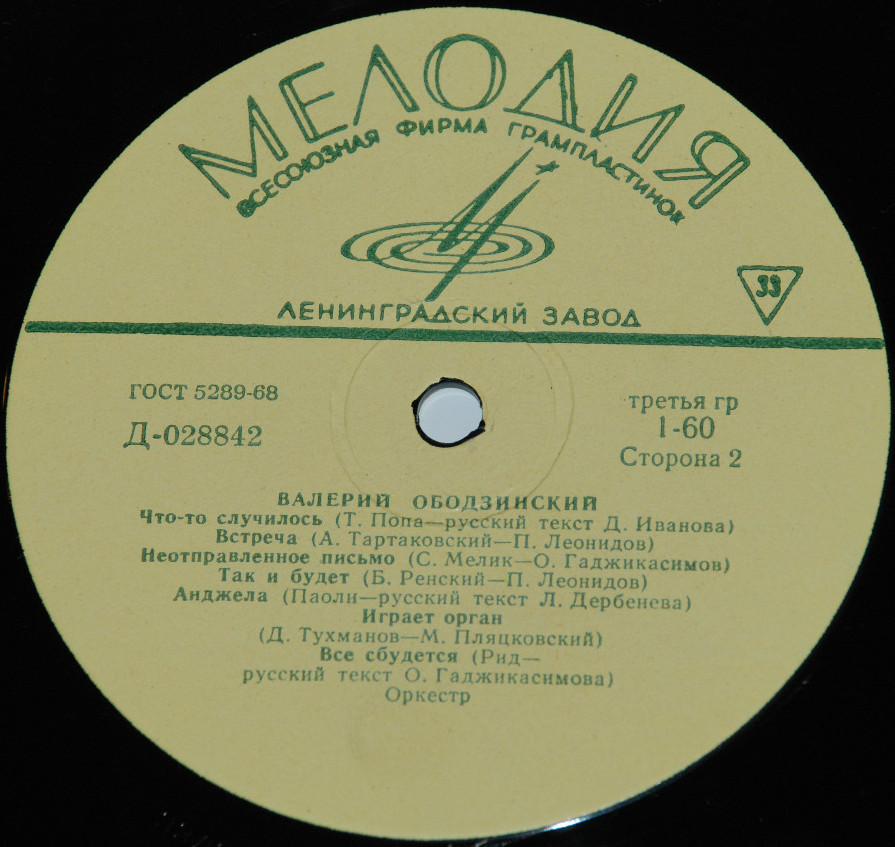 МЕЛОДИЯ
ВСЕСОЮЗНАЯ ФИРМА ГРАМПЛАСТИНОК
33
ЛЕНИНГРАДСКИЙ ЗАВОД
ГОСТ 5289-68
Д-028842
третья гр
1-60
Сторона 2
ВАЛЕРИЙ ОБОДЗИНСКИЙ
Что-то случилось (Т. Попа—русский текст Д. Иванова)
Встреча (А. Тартаковский—П. Леонидов)
Неотправленное письмо (С. Мелик—О. Гаджикасимов)
Так и будет (Б. Ренский—П. Леонидов)
Анджела (Паоли—русский текст Л. Дербенева)
Играет орган
(Д. Тухманов—М. Пляцковский)
Все сбудется (Рид—
русский текст О. Гаджикасимова)
Оркестр